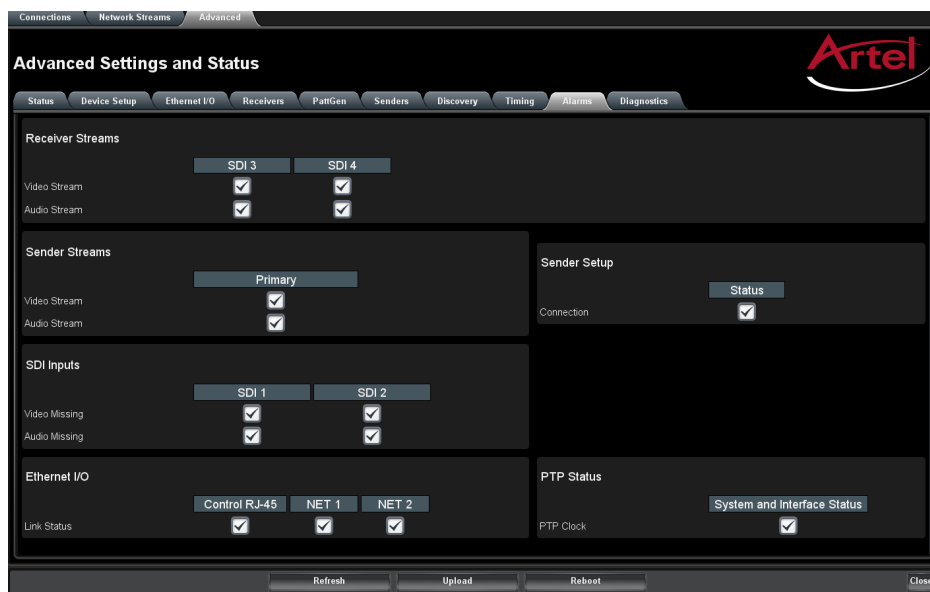 Connections Network Streams Advanced
Advanced Settings and Status
Artel
Status Device Setup Ethernet I/O Receivers PattGen Senders Discovery Timing Alarms Diagnostics
Receiver Streams
SDI 3 SDI 4
Video Stream
Audio Stream
Sender Streams
Primary
Video Stream
Audio Stream
Sender Setup
Status
Connection
SDI Inputs
SDI 1 SDI 2
Video Missing
Audio Missing
Ethernet I/O
Control RJ-45 NET 1 NET 2
Link Status
PTP Status
System and Interface Status
PTP Clock
Refresh Upload Reboot Close